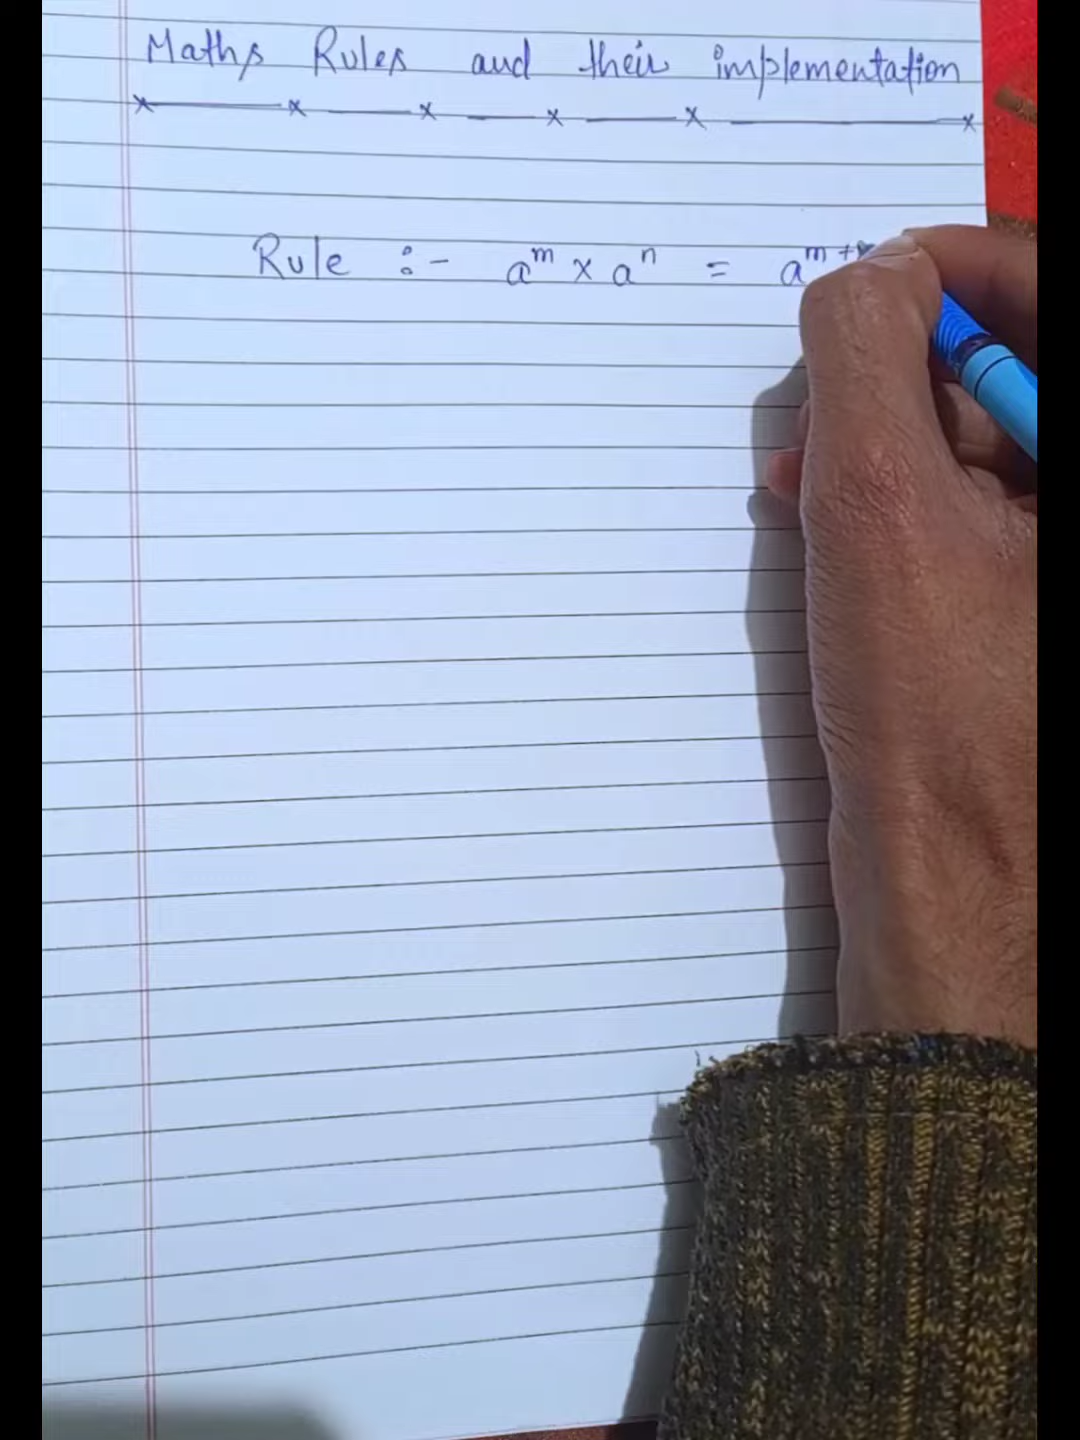 Maths Rules and their implementation
x———x———x———x———x———x
Rule :- a^m × a^n = a^m+